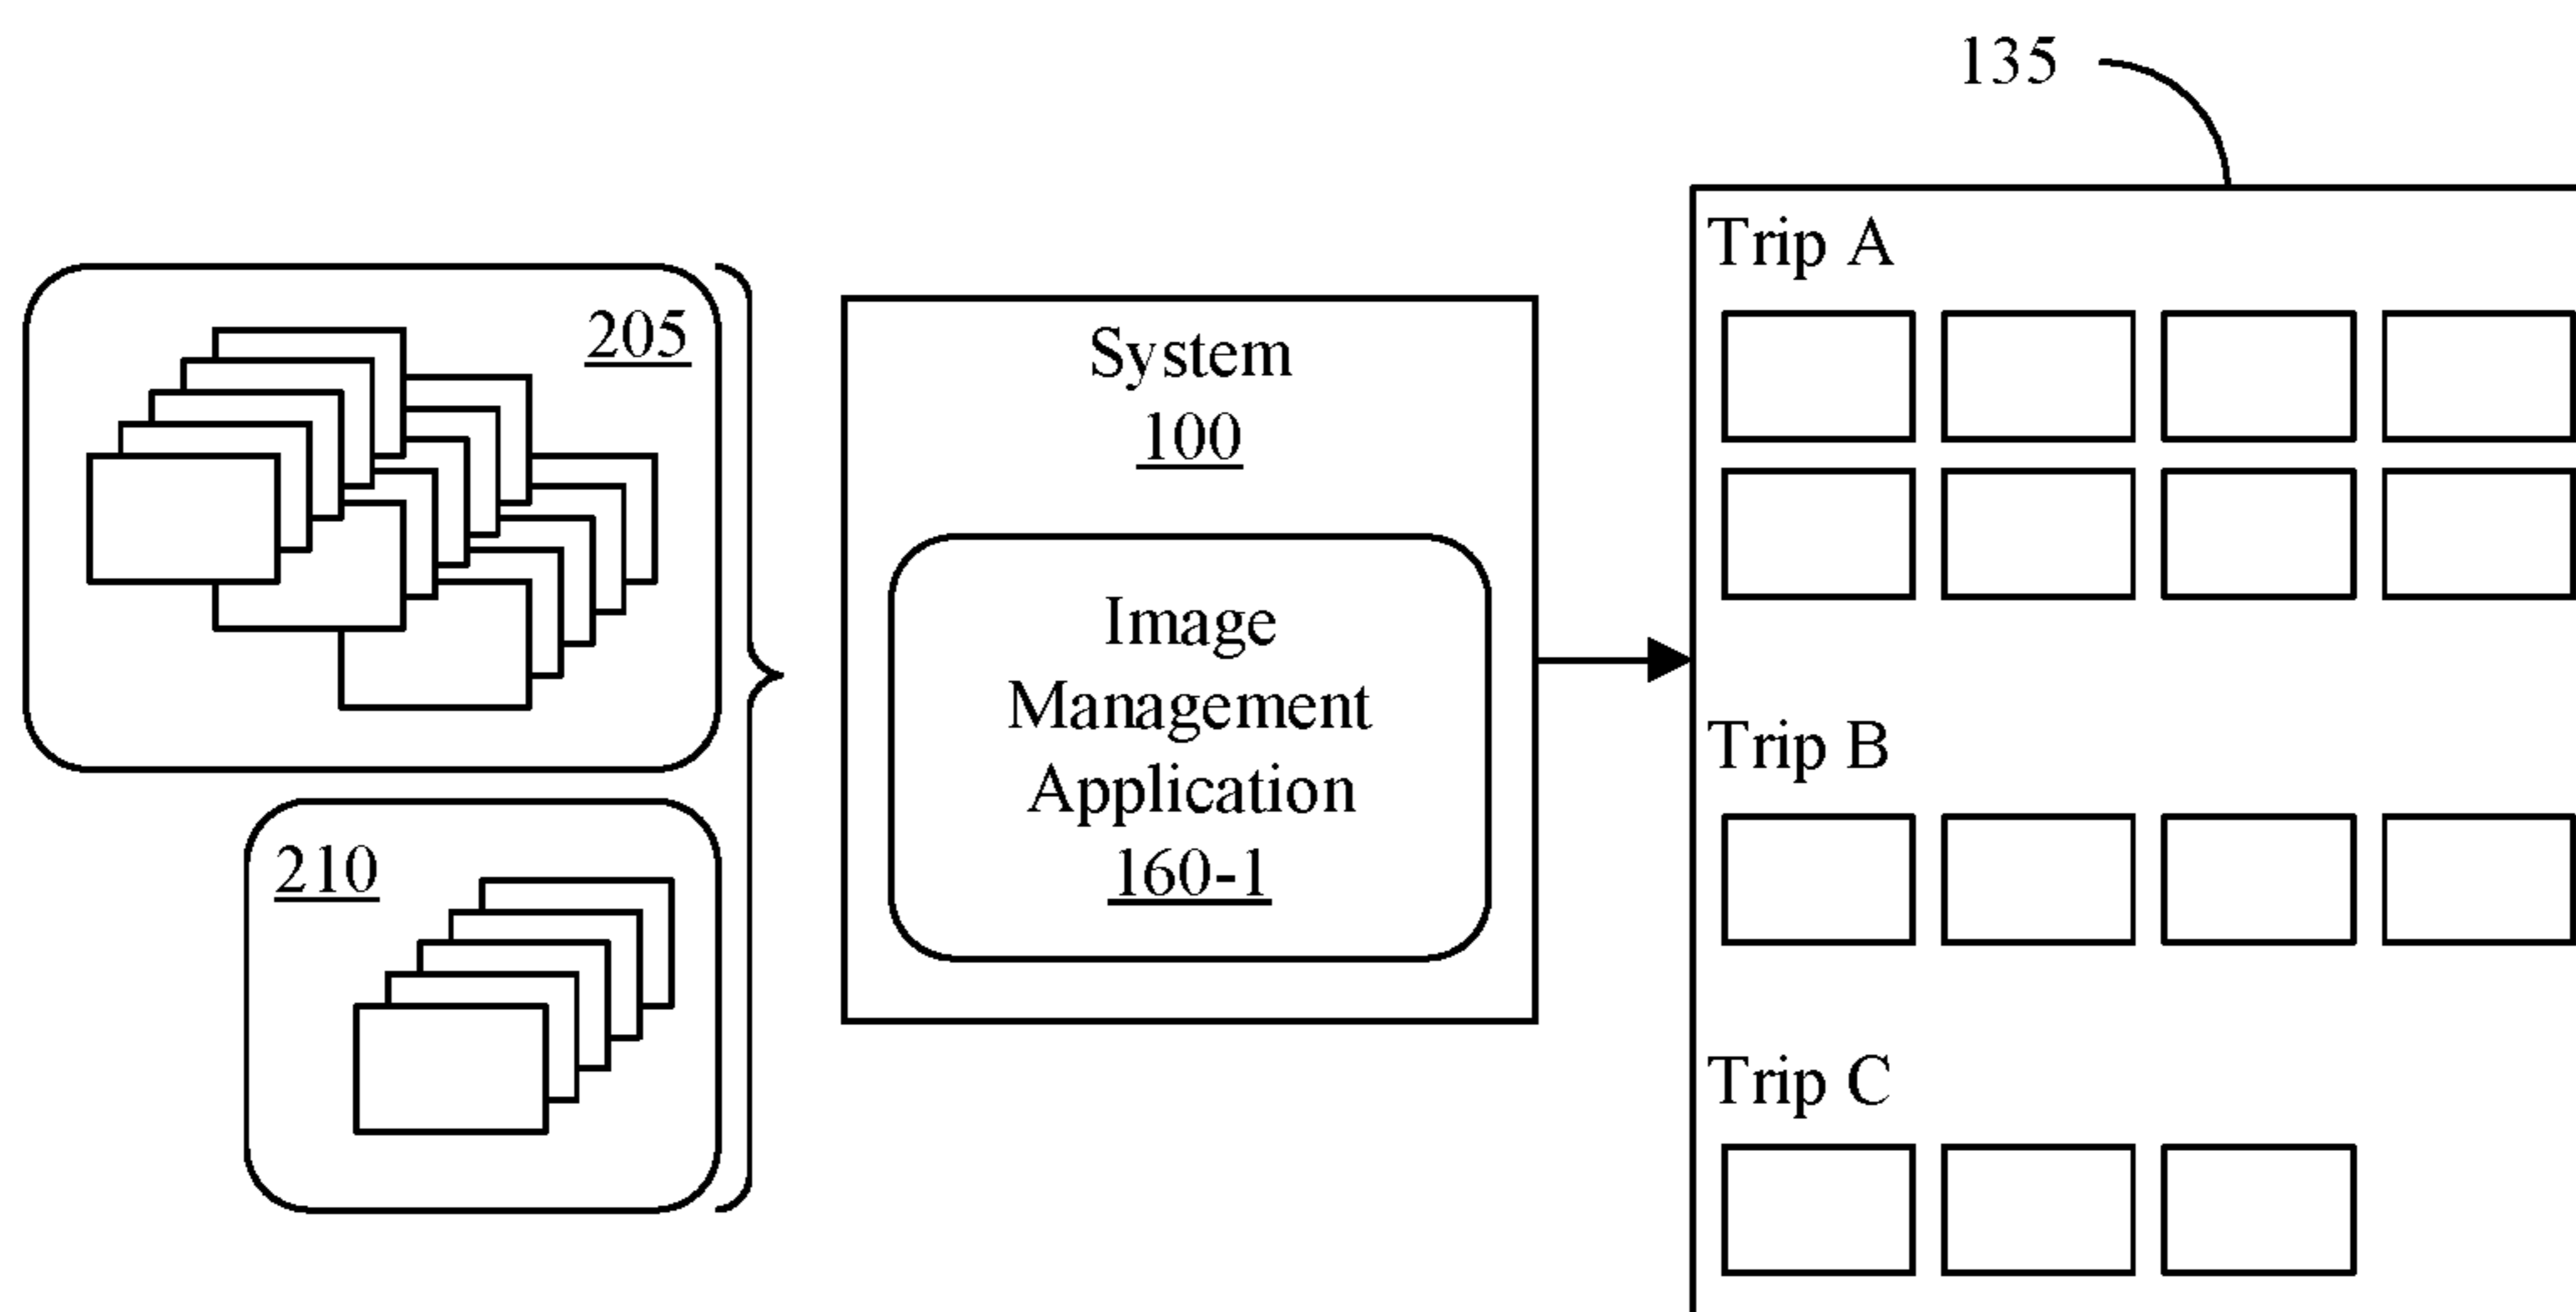 135
205
210
System
100
Image
Management
Application
160-1
Trip A
Trip B
Trip C